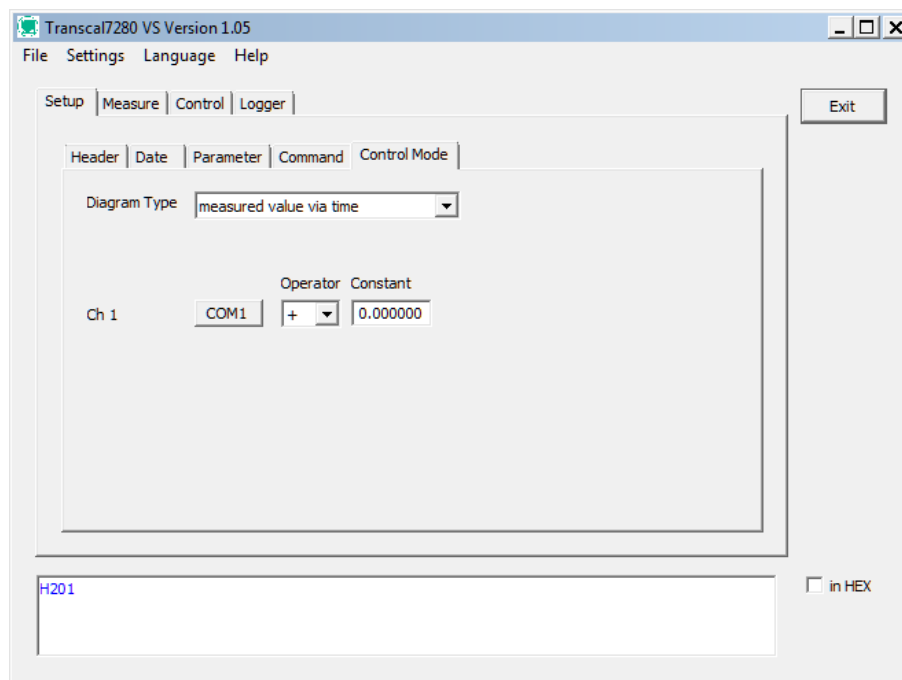 Transcal7280 VS Version 1.05
File Settings Language Help
Setup Measure Control Logger
Exit
Header Date Parameter Command Control Mode
Diagram Type measured value via time
Operator Constant
Ch 1 COM1 + 0.000000
H201
in HEX